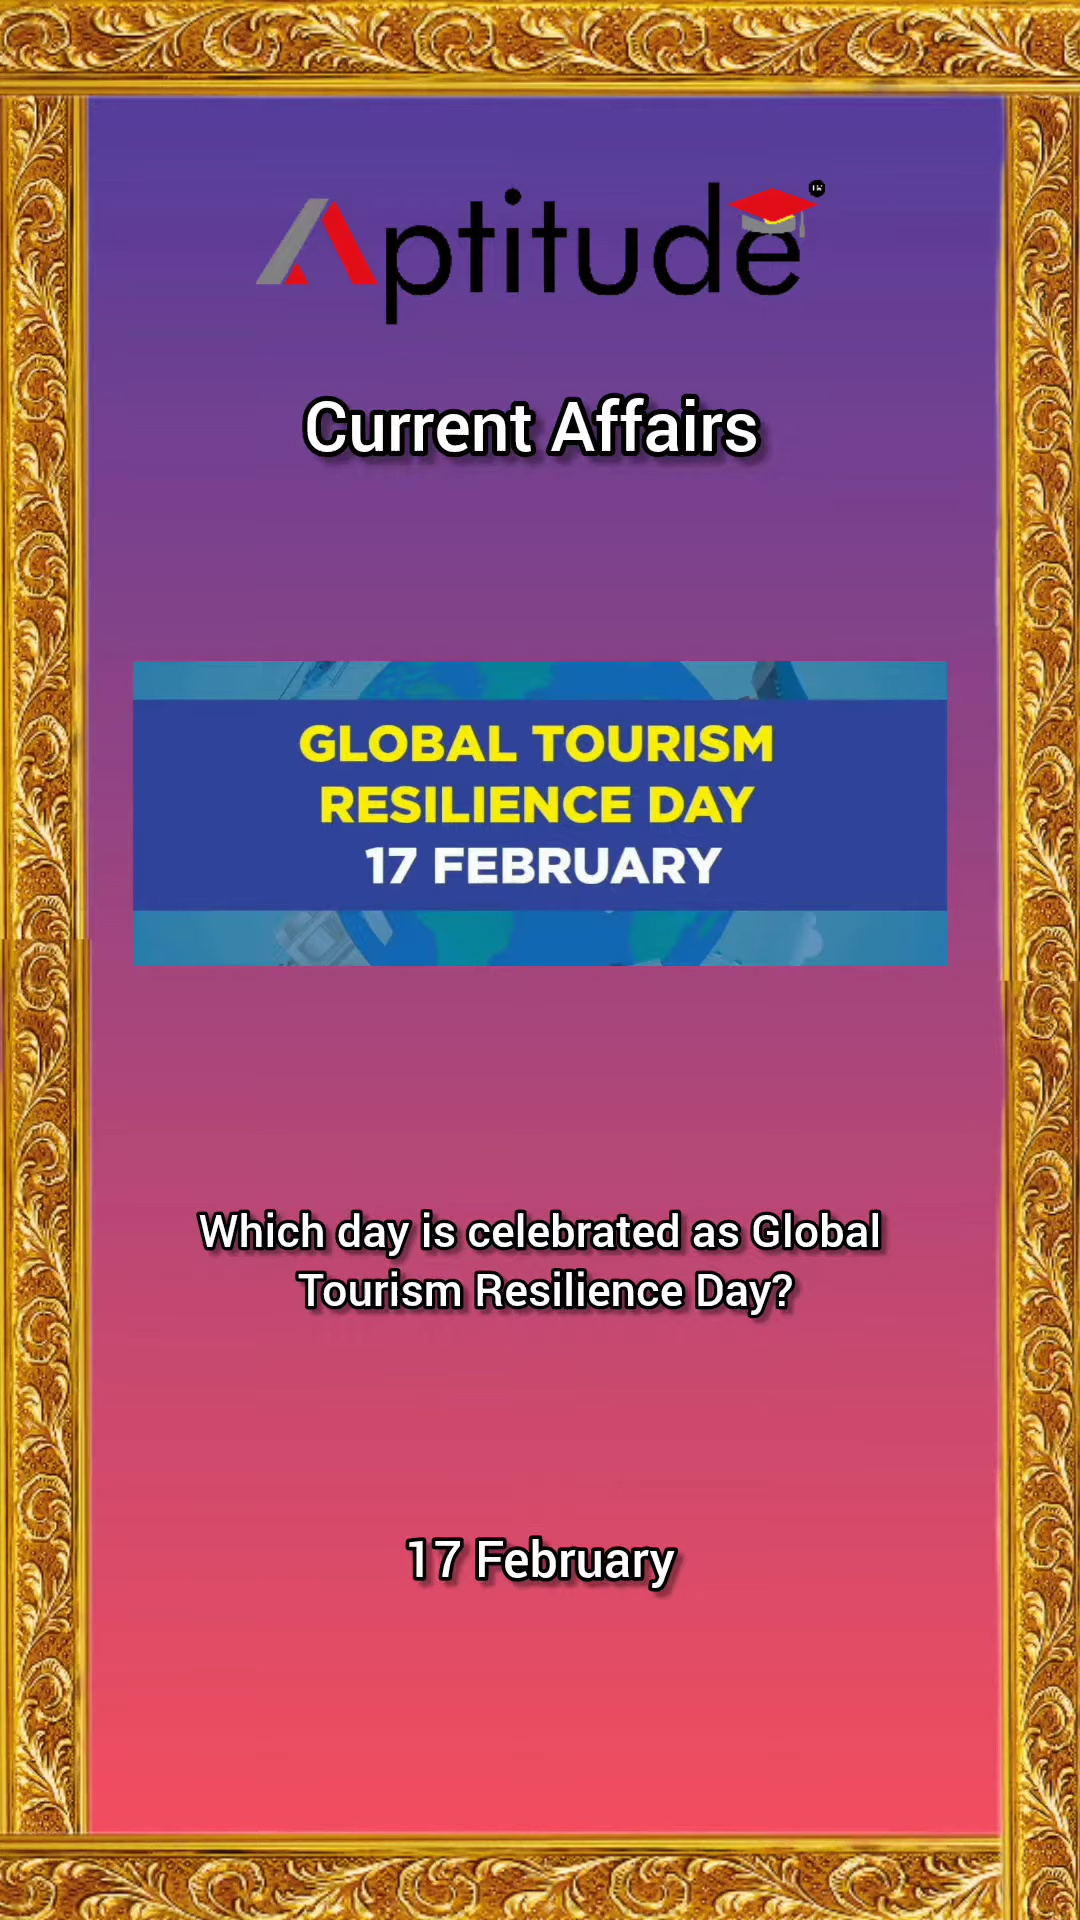 Aptitude
Current Affairs
GLOBAL TOURISM
RESILIENCE DAY
17 FEBRUARY
Which day is celebrated as Global
Tourism Resilience Day?
17 February